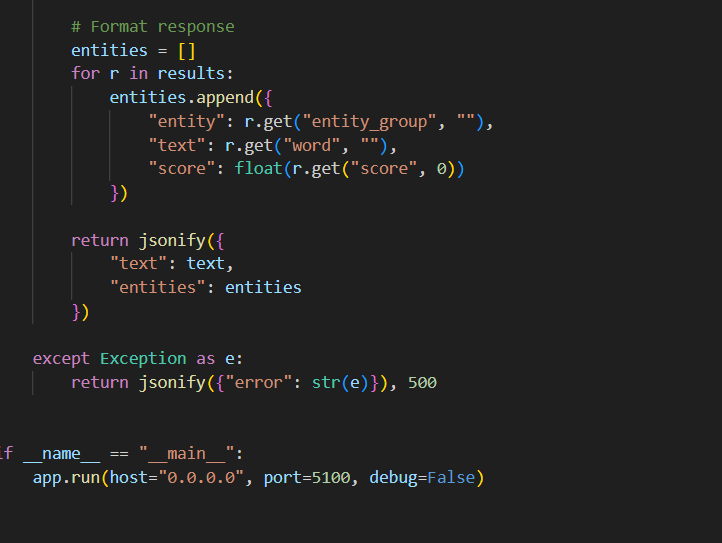 # Format response
entities = []
for r in results:
entities.append({
"entity": r.get("entity_group", ""),
"text": r.get("word", ""),
"score": float(r.get("score", 0))
})
return jsonify({
"text": text,
"entities": entities
})
except Exception as e:
return jsonify({"error": str(e)}), 500
if __name__ == "__main__":
app.run(host="0.0.0.0", port=5100, debug=False)